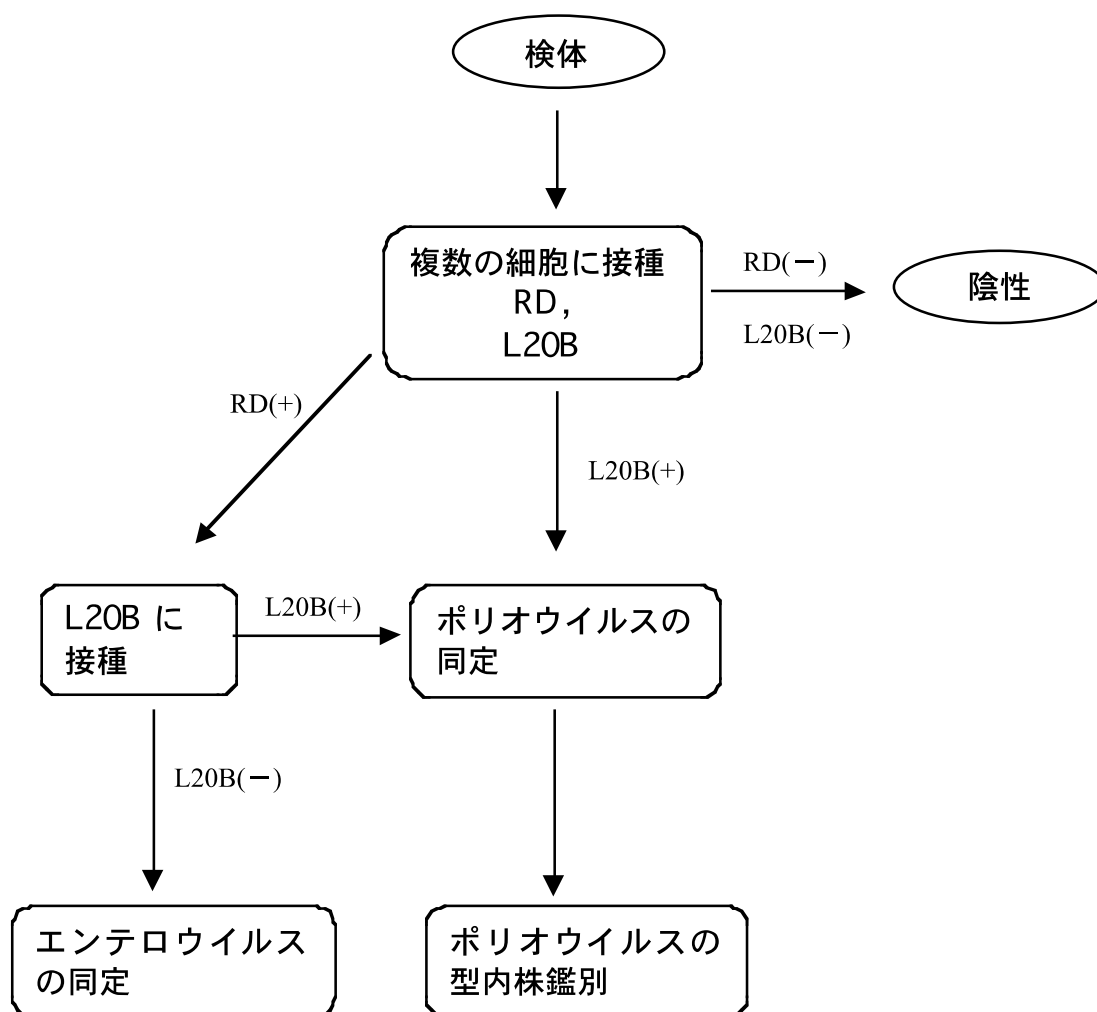 検体
複数の細胞に接種
RD，
L20B
RD(－)
L20B(－)
陰性
RD(+)
L20B(+)
L20B に
接種
L20B(+)
ポリオウイルスの
同定
L20B(－)
エンテロウイルス
の同定
ポリオウイルスの
型内株鑑別